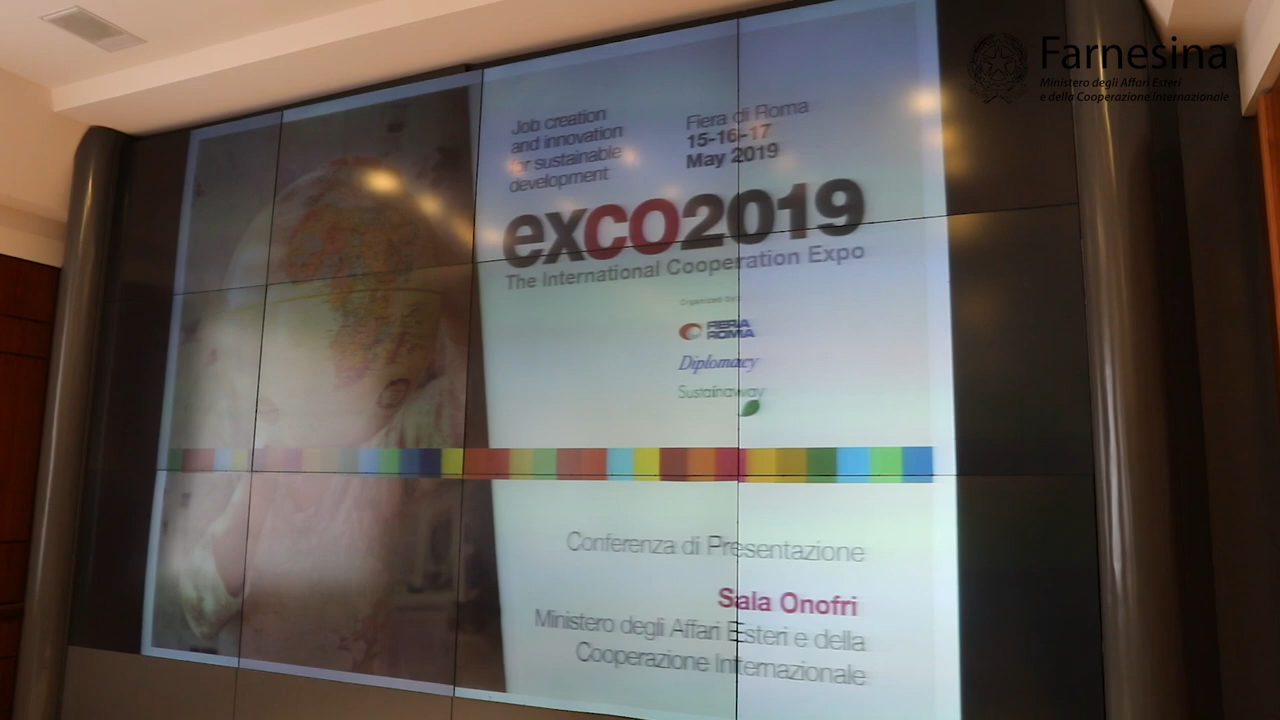 Farnesina
Ministero degli Affari Esteri
e della Cooperazione Internazionale
Job creation
and innovation
for sustainable
development
Fiera di Roma
15-16-17
May 2019
exco2019
The International Cooperation Expo
Organized by:
FIERA
ROMA
Diplomacy
Sustainaway
Conferenza di Presentazione
Sala Onofri
Ministero degli Affari Esteri e della
Cooperazione Internazionale